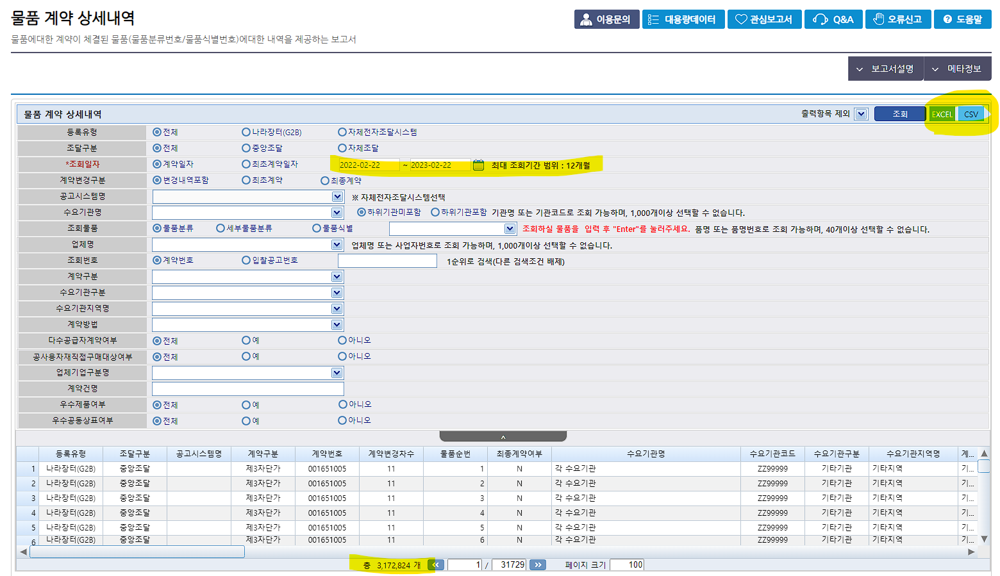 물품 계약 상세내역
이용문의 대용량데이터 관심보고서 Q&A 오류신고 도움말
물품에대한 계약이 체결된 물품(물품분류번호/물품식별번호)에대한 내역을 제공하는 보고서
보고서설명 메타정보
물품 계약 상세내역 출력항목 제외 조회 EXCEL CSV
등록유형 전체 나라장터(G2B) 자체전자조달시스템
조달구분 전체 중앙조달 자체조달
*조회일자 계약일자 최초계약일자 2022-02-22 ~ 2023-02-22 최대 조회기간 범위 : 12개월
계약변경구분 변경내역포함 최초계약 최종계약
공고시스템명 ※ 자체전자조달시스템선택
수요기관명 하위기관미포함 하위기관포함 기관명 또는 기관코드로 조회 가능하며, 1,000개이상 선택할 수 없습니다.
조회물품 물품분류 세부물품분류 물품식별 조회하실 물품을 입력 후 "Enter"를 눌러주세요. 품명 또는 품명번호로 조회 가능하며, 40개이상 선택할 수 없습니다.
업체명 업체명 또는 사업자번호로 조회 가능하며, 1,000개이상 선택할 수 없습니다.
조회번호 계약번호 입찰공고번호 1순위로 검색(다른 검색조건 배제)
계약구분
수요기관구분
수요기관지역명
계약방법
다수공급자계약여부 전체 예 아니오
공사용자재직접구매대상여부 전체 예 아니오
업체기업구분명
계약건명
우수제품여부 전체 예 아니오
우수공동상표여부 전체 예 아니오
등록유형 조달구분 공고시스템명 계약구분 계약번호 계약변경차수 물품순번 최종계약여부 수요기관명 수요기관코드 수요기관구분 수요기관지역명 계...
1 나라장터(G2B) 중앙조달 제3자단가 001651005 11 1 N 각 수요기관 ZZ99999 기타기관 기타지역 기...
2 나라장터(G2B) 중앙조달 제3자단가 001651005 11 2 N 각 수요기관 ZZ99999 기타기관 기타지역 기...
3 나라장터(G2B) 중앙조달 제3자단가 001651005 11 3 N 각 수요기관 ZZ99999 기타기관 기타지역 기...
4 나라장터(G2B) 중앙조달 제3자단가 001651005 11 4 N 각 수요기관 ZZ99999 기타기관 기타지역 기...
5 나라장터(G2B) 중앙조달 제3자단가 001651005 11 5 N 각 수요기관 ZZ99999 기타기관 기타지역 기...
6 나라장터(G2B) 중앙조달 제3자단가 001651005 11 6 N 각 수요기관 ZZ99999 기타기관 기타지역 기...
총 3,172,824 개 1 / 31729 페이지 크기 100